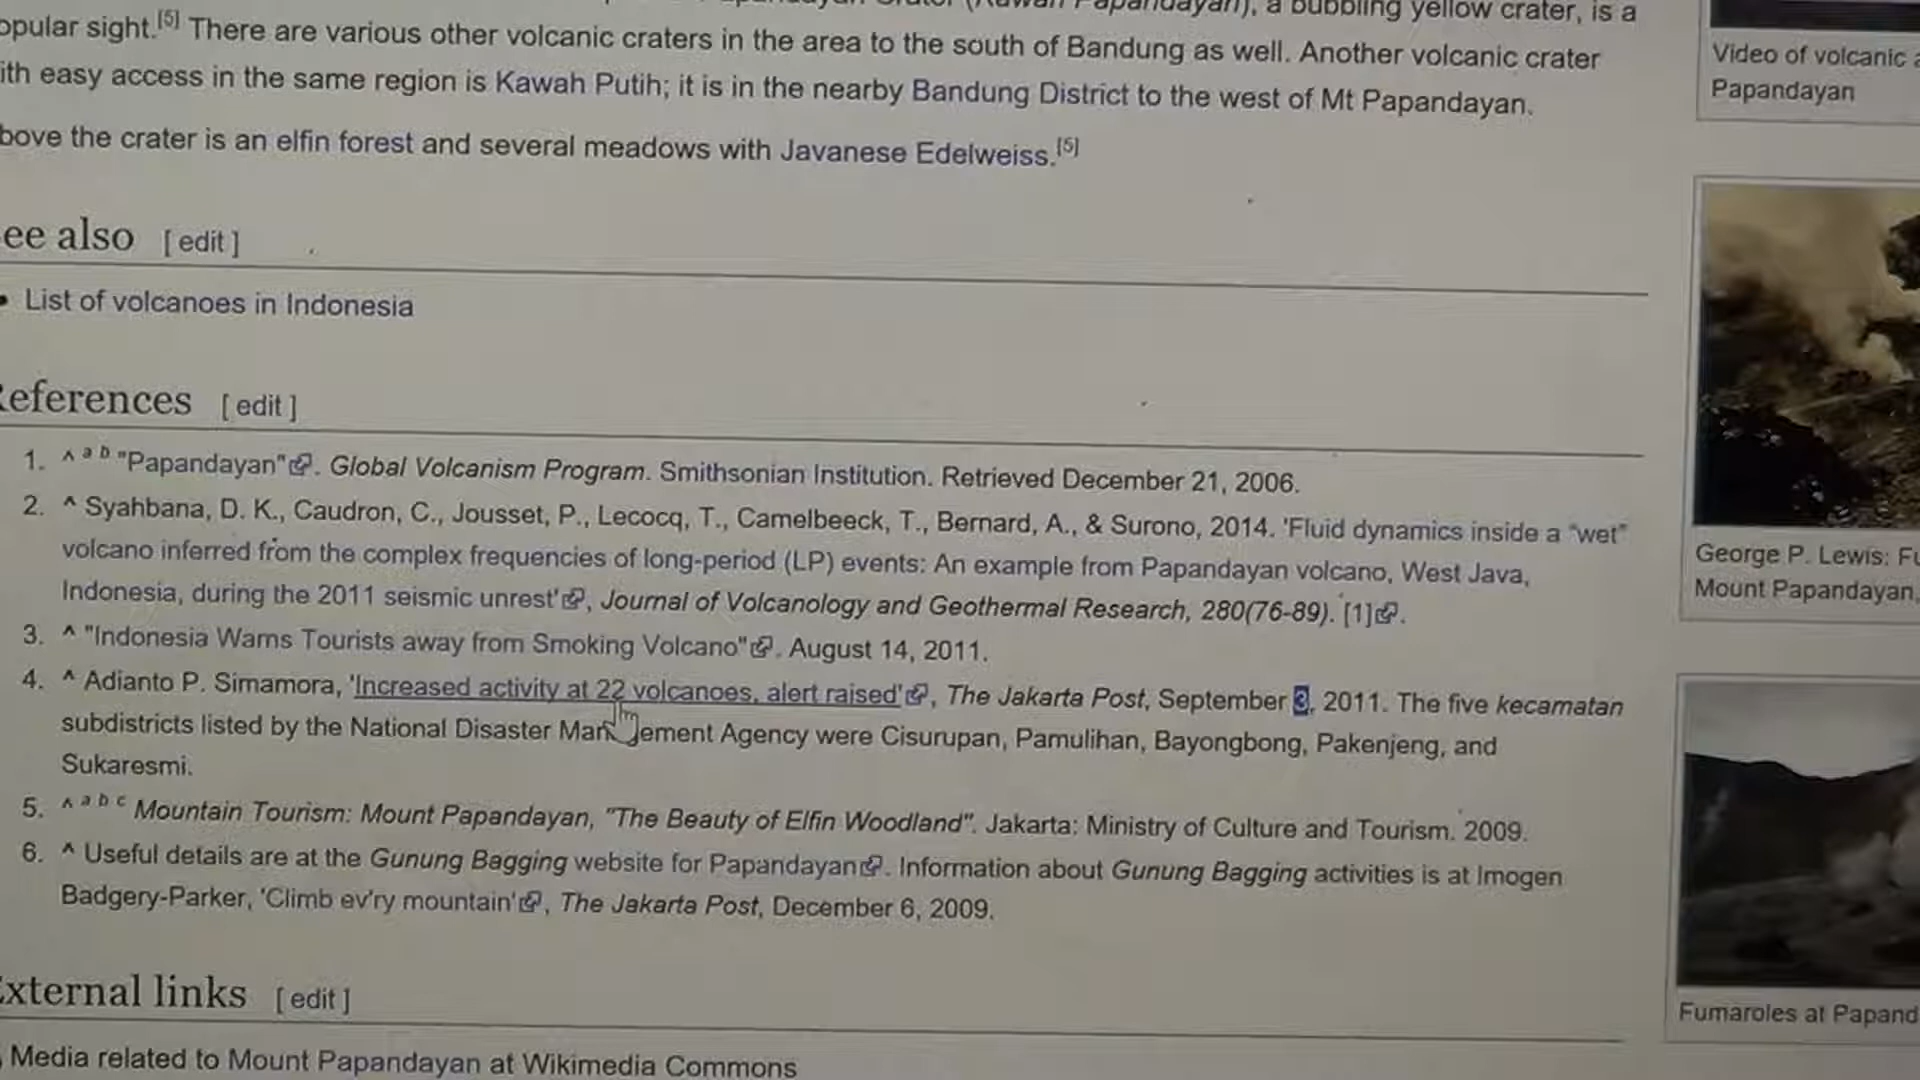 opular sight.[5] There are various other volcanic craters in the area to the south of Bandung as well. Another volcanic crater
ith easy access in the same region is Kawah Putih; it is in the nearby Bandung District to the west of Mt Papandayan.
bove the crater is an elfin forest and several meadows with Javanese Edelweiss.[5]
ee also [ edit ]
• List of volcanoes in Indonesia
References [ edit ]
1. ^ a b "Papandayan". Global Volcanism Program. Smithsonian Institution. Retrieved December 21, 2006.
2. ^ Syahbana, D. K., Caudron, C., Jousset, P., Lecocq, T., Camelbeeck, T., Bernard, A., & Surono, 2014. 'Fluid dynamics inside a “wet”
volcano inferred from the complex frequencies of long-period (LP) events: An example from Papandayan volcano, West Java,
Indonesia, during the 2011 seismic unrest', Journal of Volcanology and Geothermal Research, 280(76-89). [1].
3. ^ "Indonesia Warns Tourists away from Smoking Volcano". August 14, 2011.
4. ^ Adianto P. Simamora, 'Increased activity at 22 volcanoes, alert raised', The Jakarta Post, September 3, 2011. The five kecamatan
subdistricts listed by the National Disaster Man ement Agency were Cisurupan, Pamulihan, Bayongbong, Pakenjeng, and
Sukaresmi.
5. ^ a b c Mountain Tourism: Mount Papandayan, "The Beauty of Elfin Woodland". Jakarta: Ministry of Culture and Tourism. 2009.
6. ^ Useful details are at the Gunung Bagging website for Papandayan. Information about Gunung Bagging activities is at Imogen
Badgery-Parker, 'Climb ev'ry mountain', The Jakarta Post, December 6, 2009.
External links [ edit ]
Media related to Mount Papandayan at Wikimedia Commons
Video of volcanic a
Papandayan
George P. Lewis: Fu
Mount Papandayan,
Fumaroles at Papand